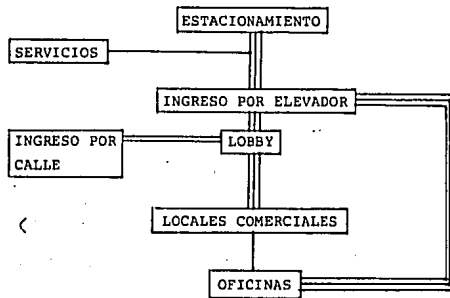 ESTACIONAMIENTO
SERVICIOS
INGRESO POR ELEVADOR
INGRESO POR
CALLE
LOBBY
LOCALES COMERCIALES
OFICINAS